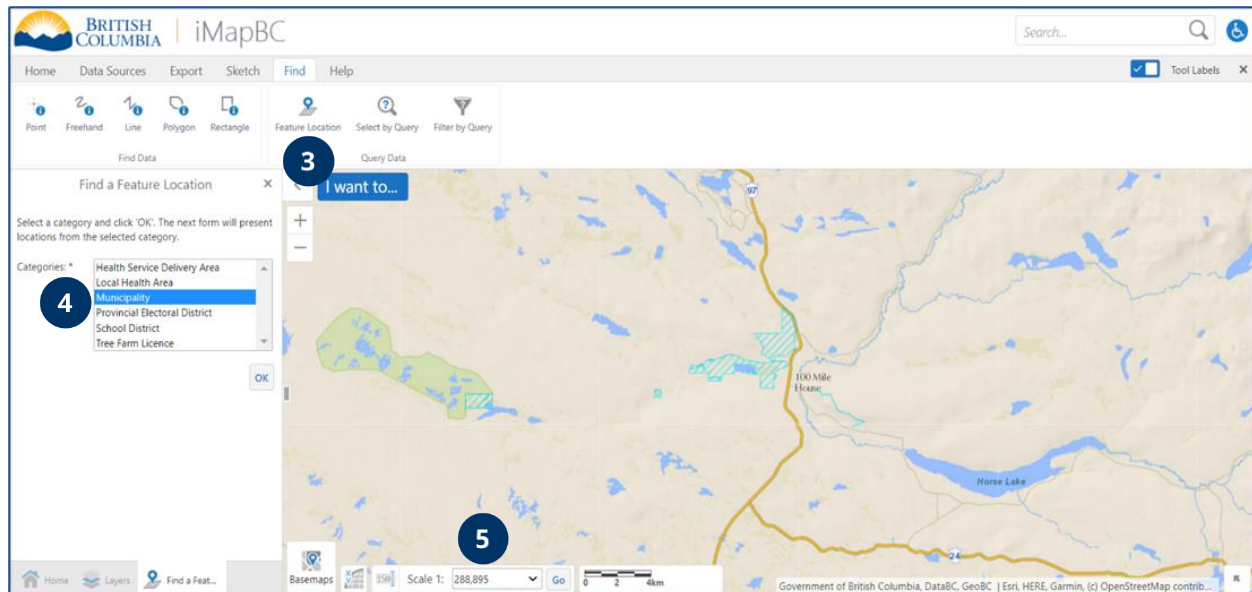 BRITISH
COLUMBIA
iMapBC
Search...
Home Data Sources Export Sketch Find Help
Tool Labels
Point Freehand Line Polygon Rectangle
Feature Location Select by Query Filter by Query
Find Data
Query Data
3
Find a Feature Location
I want to...
97
Select a category and click 'OK'. The next form will present
locations from the selected category.
Categories: *
Health Service Delivery Area
Local Health Area
Municipality
Provincial Electoral District
School District
Tree Farm Licence
4
OK
100 Mile
House
Horse Lake
24
5
Home Layers Find a Feat...
Basemaps
Scale 1: 288,895 Go
0 2 4km
Government of British Columbia, DataBC, GeoBC | Esri, HERE, Garmin, (c) OpenStreetMap contrib...